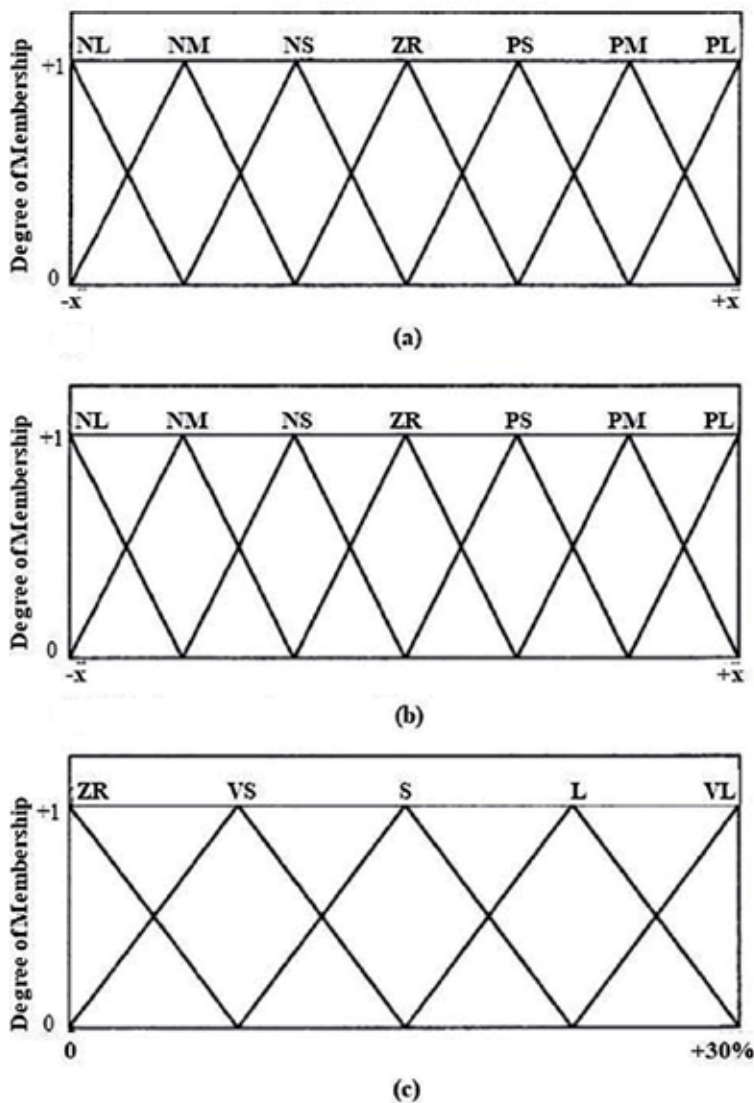 NL NM NS ZR PS PM PL
+1
Degree of Membership
0
-x +x
(a)
NL NM NS ZR PS PM PL
+1
Degree of Membership
0
-x +x
(b)
ZR VS S L VL
+1
Degree of Membership
0
0 +30%
(c)